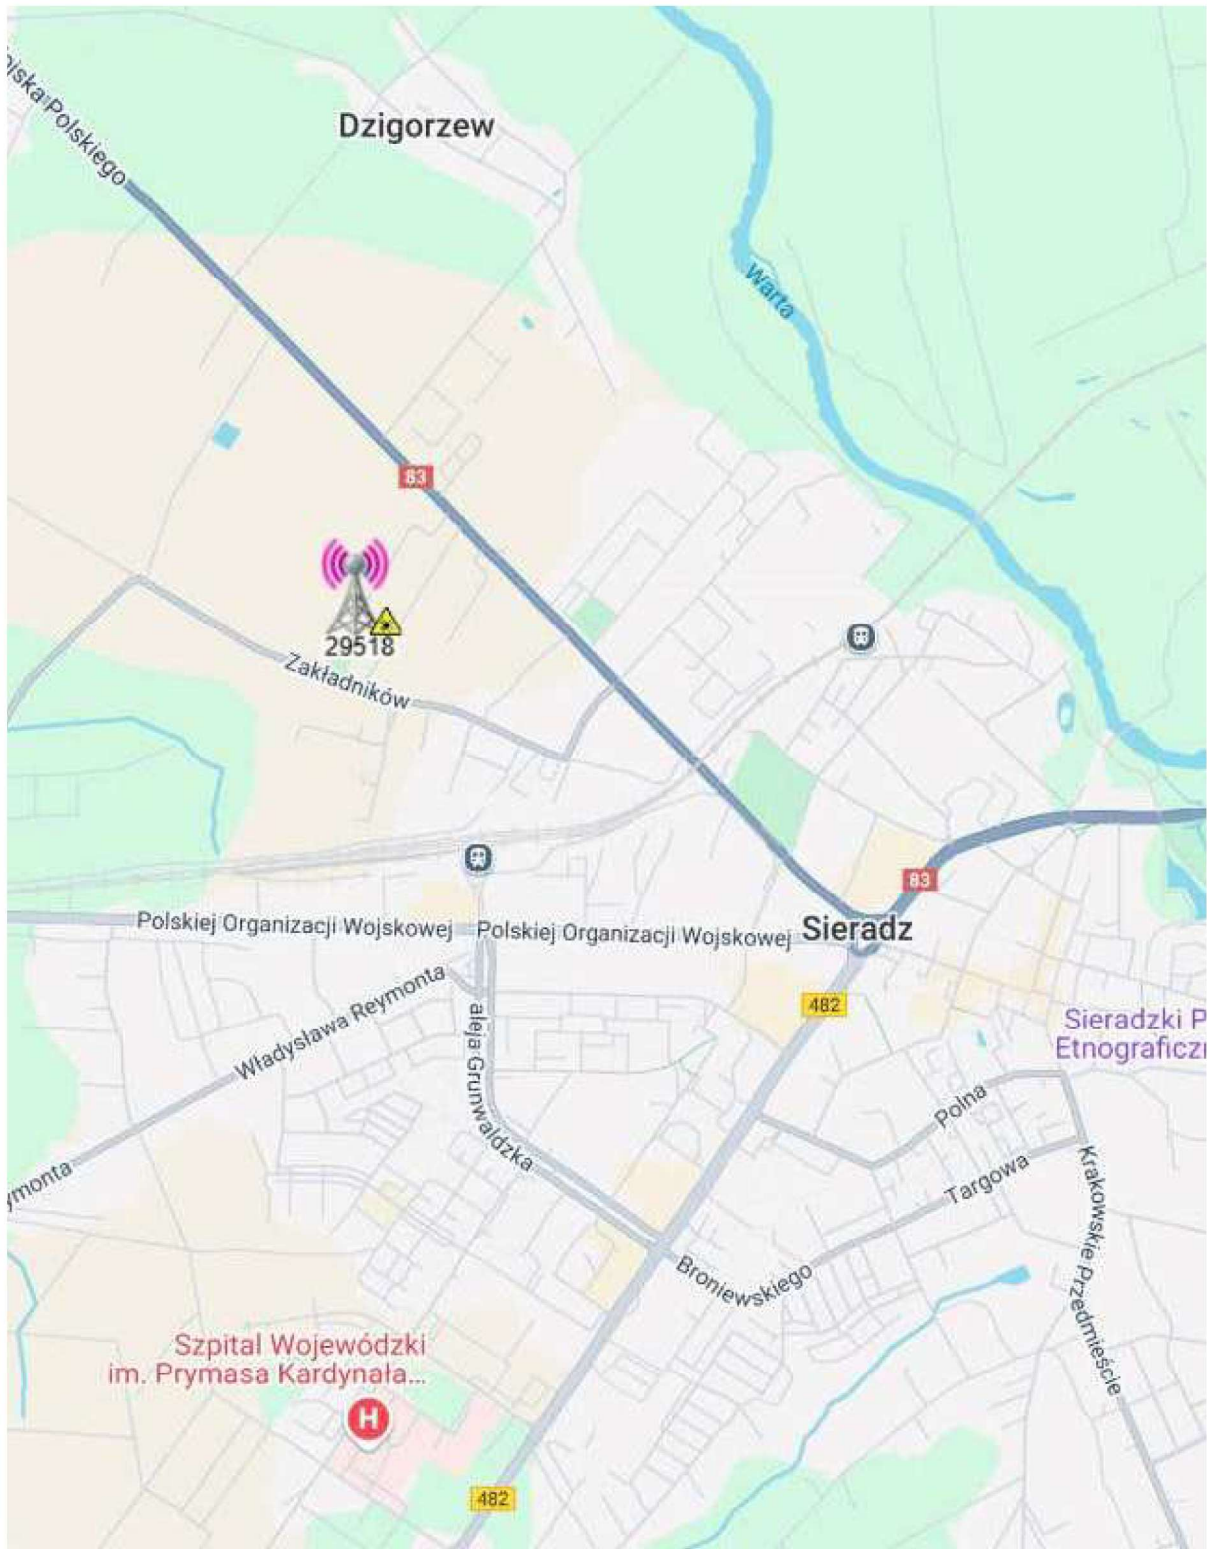 Dzigorzew
ojska Polskiego
Warta
83
29518
Zakładników
83
Polskiej Organizacji Wojskowej
Polskiej Organizacji Wojskowej
Sieradz
482
Władysława Reymonta
aleja Grunwaldzka
Sieradzki P
Etnograficz
Polna
Targowa
ymonta
Krakowskie Przedmieście
Broniewskiego
Szpital Wojewódzki
im. Prymasa Kardynała...
H
482